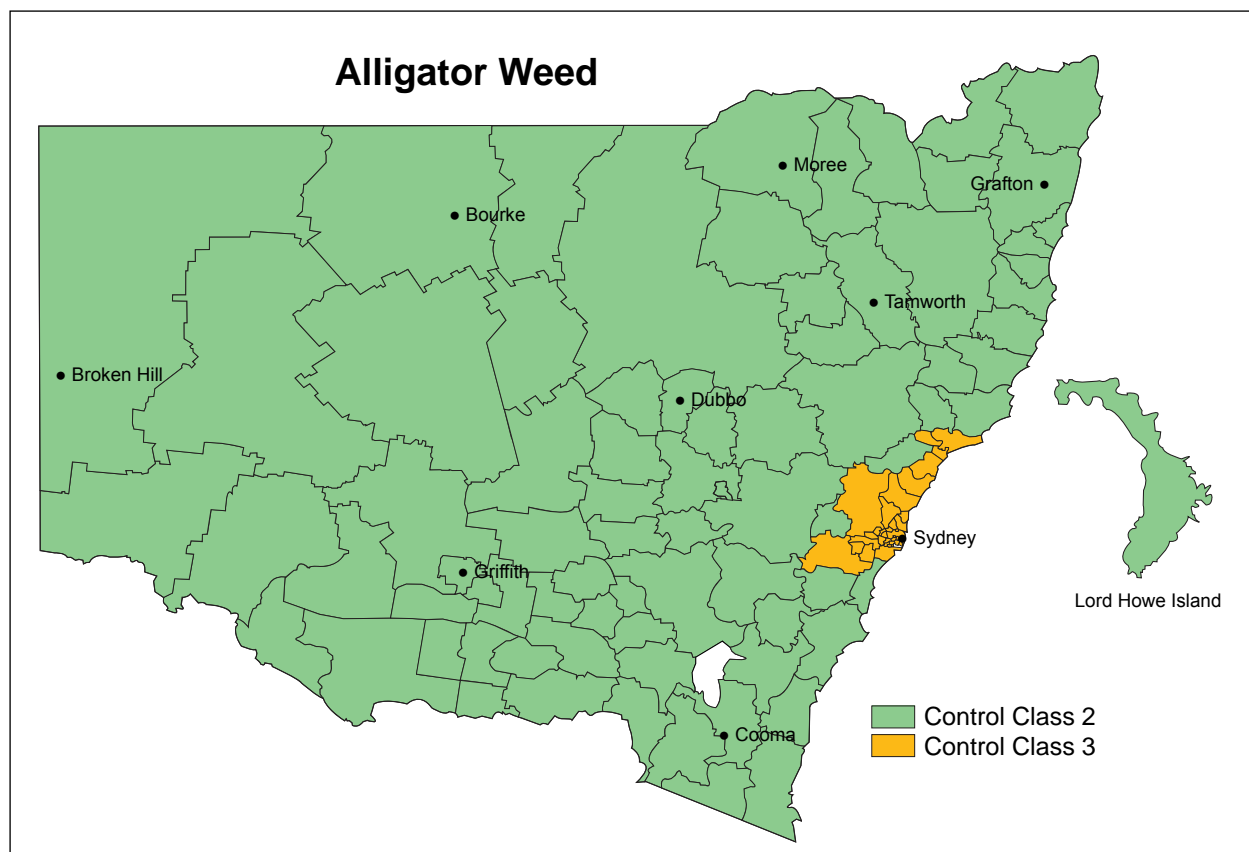 Alligator Weed
Moree
Grafton
Bourke
Tamworth
Broken Hill
Dubbo
Sydney
Griffith
Lord Howe Island
Control Class 2
Cooma
Control Class 3